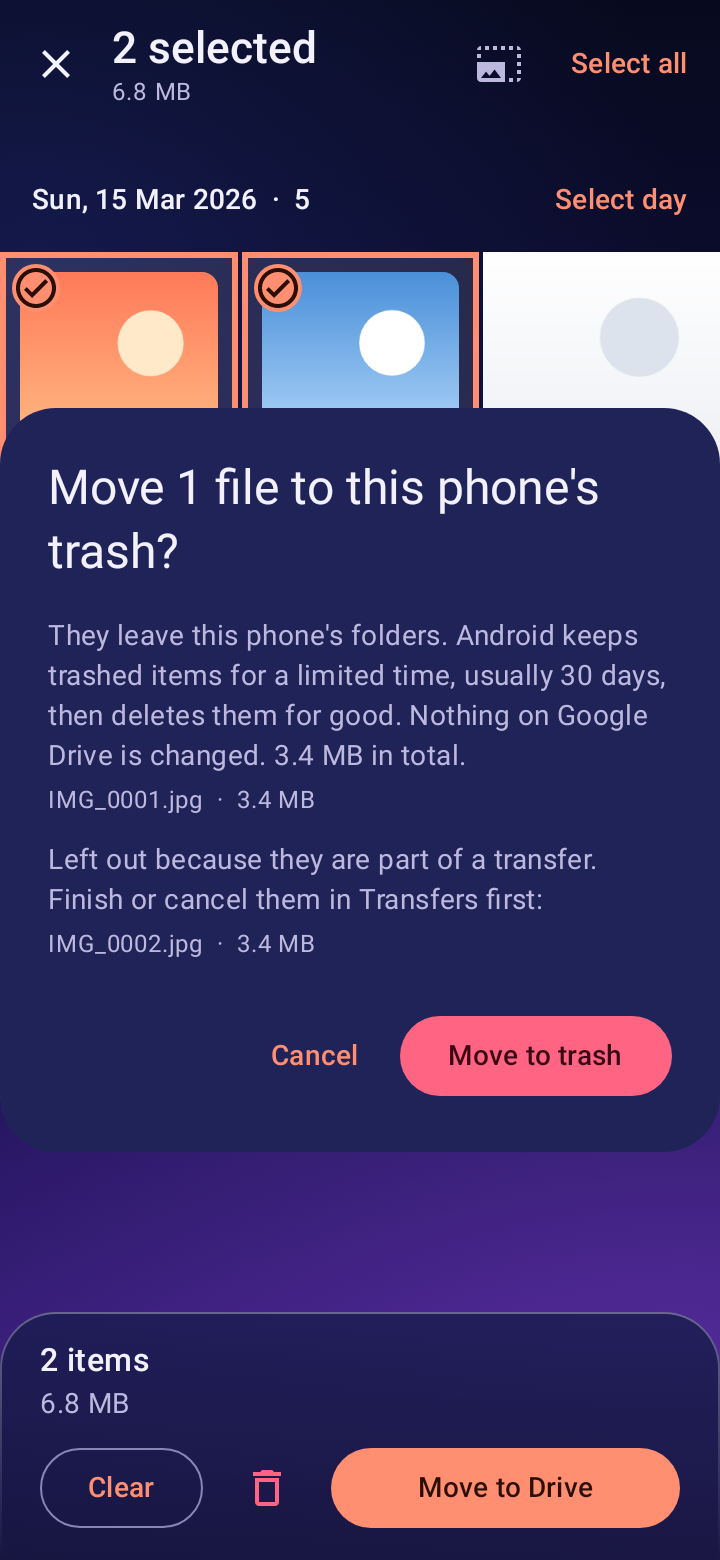 2 selected
6.8 MB
Select all
Sun, 15 Mar 2026 · 5
Select day
Move 1 file to this phone's
trash?
They leave this phone's folders. Android keeps
trashed items for a limited time, usually 30 days,
then deletes them for good. Nothing on Google
Drive is changed. 3.4 MB in total.
IMG_0001.jpg · 3.4 MB
Left out because they are part of a transfer.
Finish or cancel them in Transfers first:
IMG_0002.jpg · 3.4 MB
Cancel
Move to trash
2 items
6.8 MB
Clear
Move to Drive